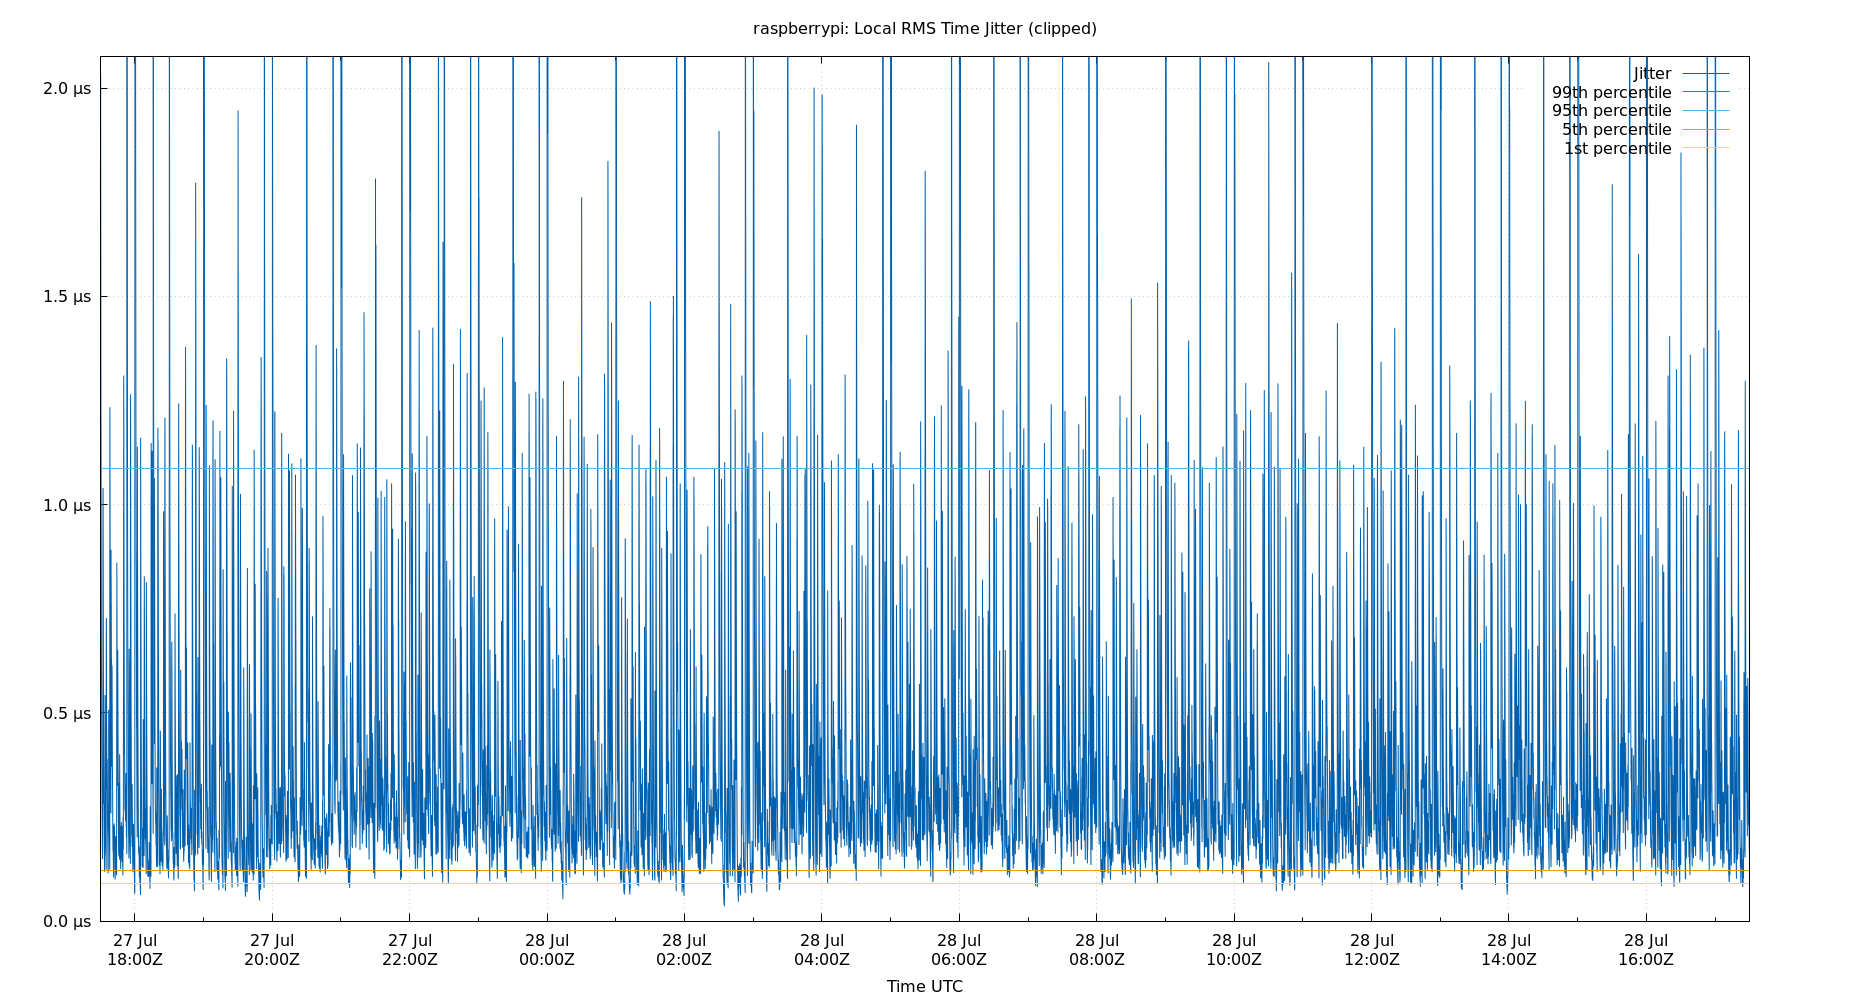 raspberrypi: Local RMS Time Jitter (clipped)
2.0 µs
1.5 µs
1.0 µs
0.5 µs
0.0 µs
Jitter
99th percentile
95th percentile
5th percentile
1st percentile
27 Jul 27 Jul 27 Jul 28 Jul 28 Jul 28 Jul 28 Jul 28 Jul 28 Jul 28 Jul 28 Jul 28 Jul
18:00Z 20:00Z 22:00Z 00:00Z 02:00Z 04:00Z 06:00Z 08:00Z 10:00Z 12:00Z 14:00Z 16:00Z
Time UTC